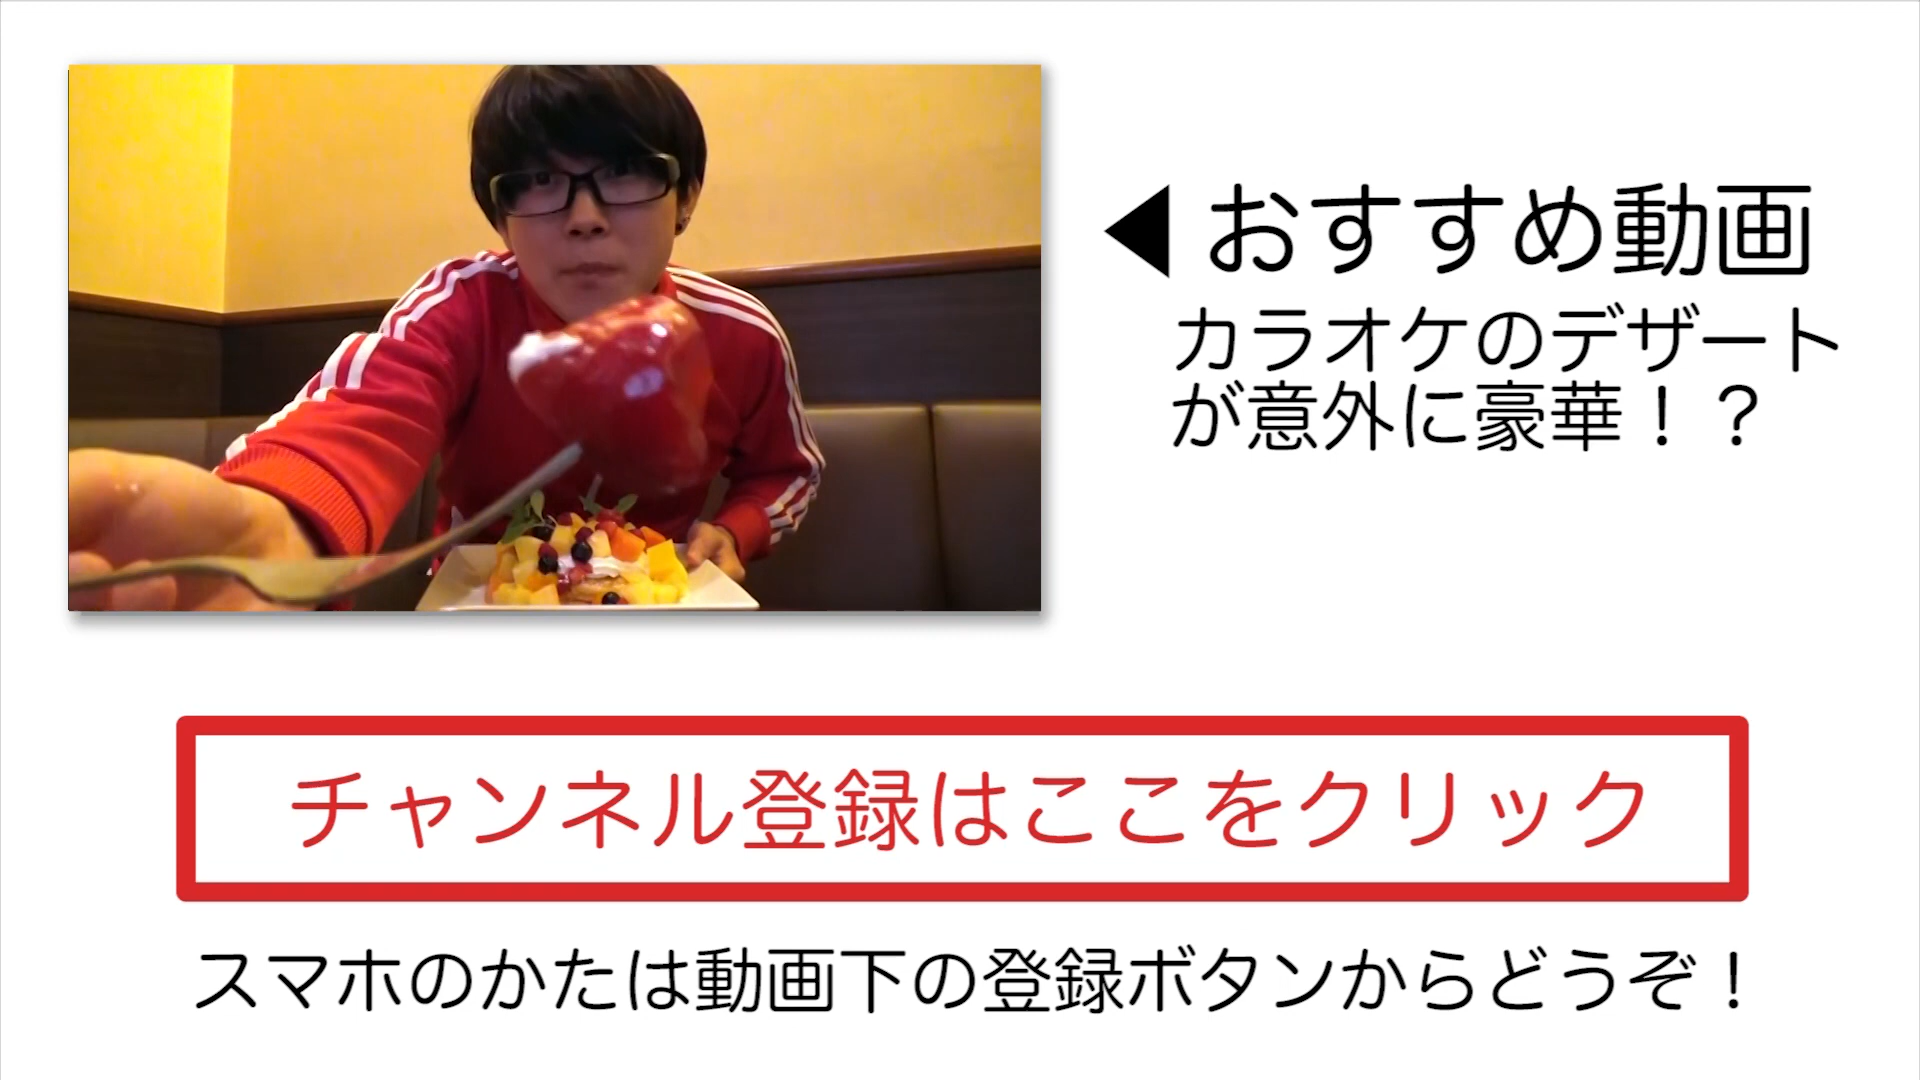 ◀おすすめ動画
カラオケのデザート
が意外に豪華！？
チャンネル登録はここをクリック
スマホのかたは動画下の登録ボタンからどうぞ！